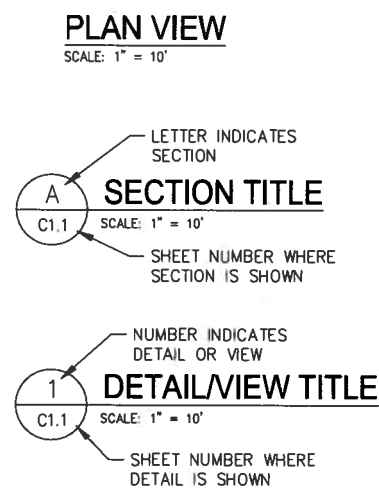 PLAN VIEW
SCALE: 1" = 10'
LETTER INDICATES
SECTION
A
SECTION TITLE
C1.1
SCALE: 1" = 10'
SHEET NUMBER WHERE
SECTION IS SHOWN
NUMBER INDICATES
DETAIL OR VIEW
1
DETAIL/VIEW TITLE
C1.1
SCALE: 1" = 10'
SHEET NUMBER WHERE
DETAIL IS SHOWN